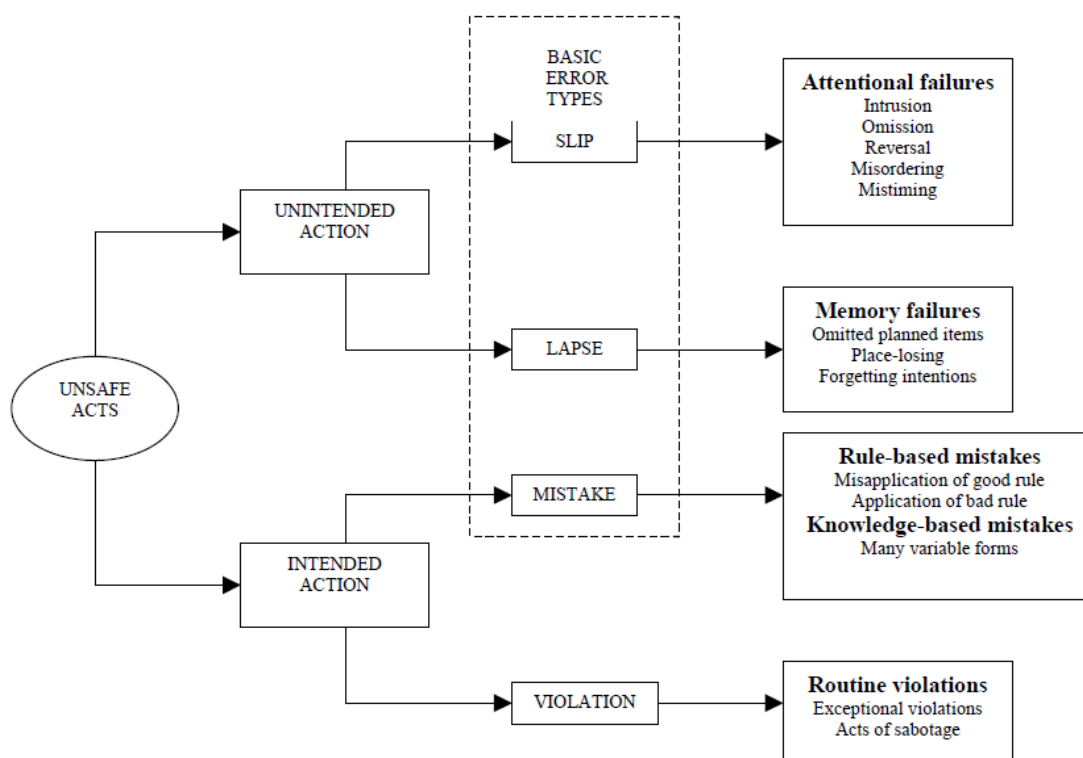 BASIC
ERROR
TYPES
SLIP
Attentional failures
Intrusion
Omission
Reversal
Misordering
Mistiming
UNINTENDED
ACTION
LAPSE
Memory failures
Omitted planned items
Place-losing
Forgetting intentions
UNSAFE
ACTS
MISTAKE
Rule-based mistakes
Misapplication of good rule
Application of bad rule
Knowledge-based mistakes
Many variable forms
INTENDED
ACTION
VIOLATION
Routine violations
Exceptional violations
Acts of sabotage